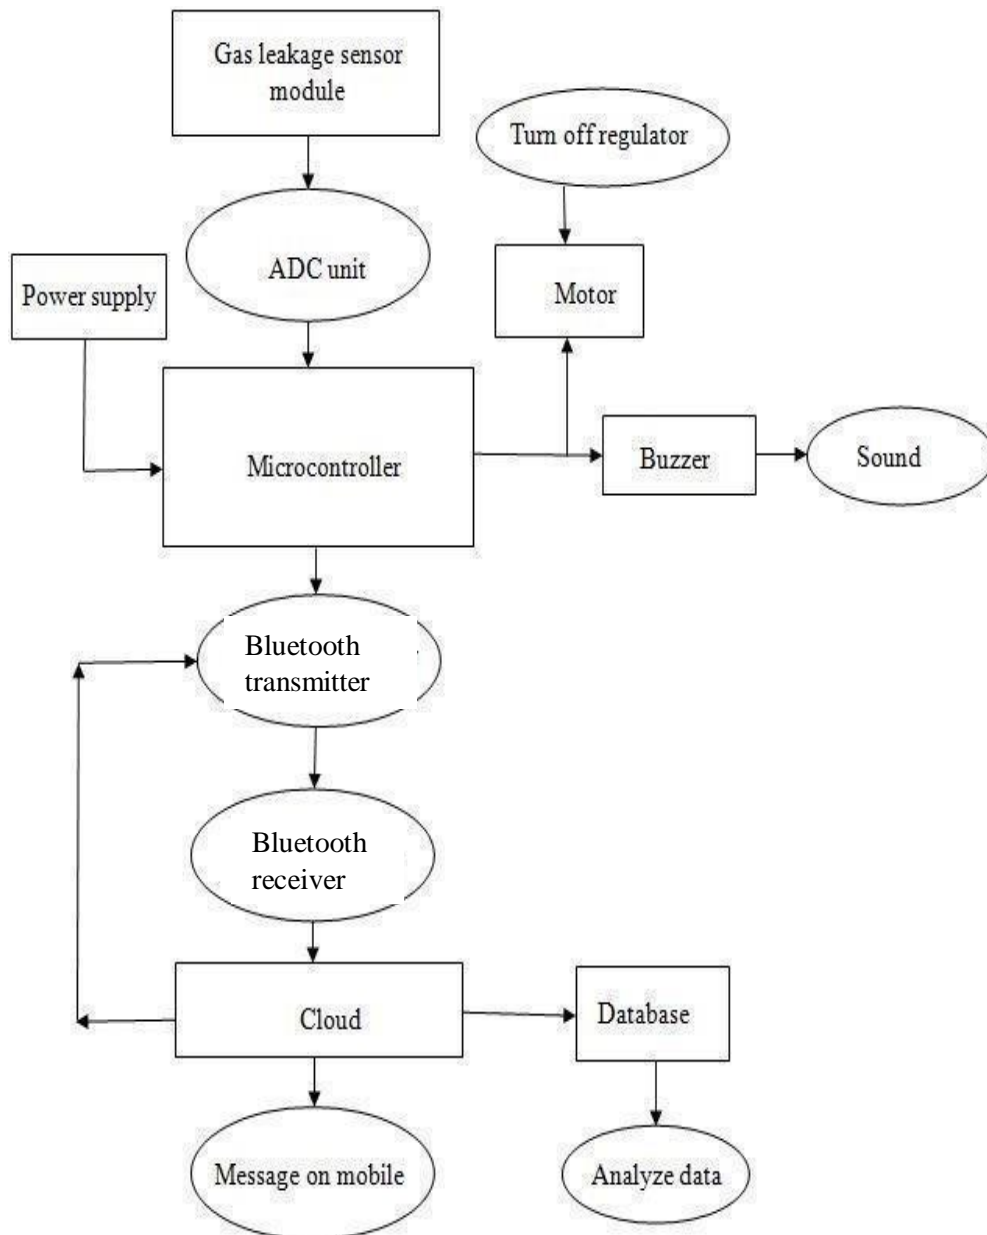 Gas leakage sensor
module
Turn off regulator
ADC unit
Power supply
Motor
Microcontroller
Buzzer
Sound
Bluetooth
transmitter
Bluetooth
receiver
Cloud
Database
Message on mobile
Analyze data